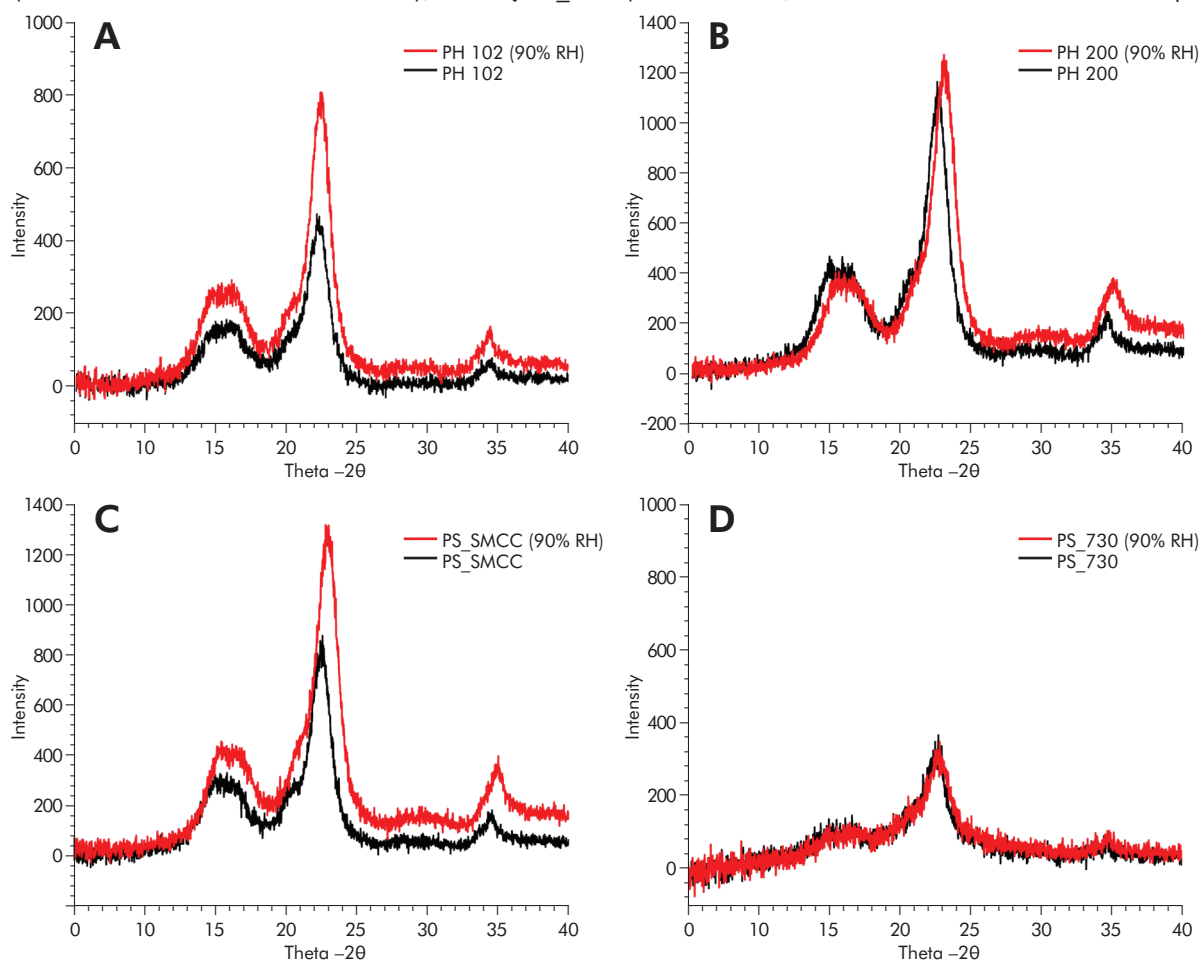 A
PH 102 (90% RH)
PH 102
1000
800
600
400
200
0
Intensity
0 10 15 20 25 30 35 40
Theta –2θ
B
PH 200 (90% RH)
PH 200
1400
1200
1000
800
600
400
200
0
-200
Intensity
0 10 15 20 25 30 35 40
Theta –2θ
C
PS_SMCC (90% RH)
PS_SMCC
1400
1200
1000
800
600
400
200
0
Intensity
0 10 15 20 25 30 35 40
Theta –2θ
D
PS_730 (90% RH)
PS_730
1000
800
600
400
200
0
Intensity
0 10 15 20 25 30 35 40
Theta –2θ